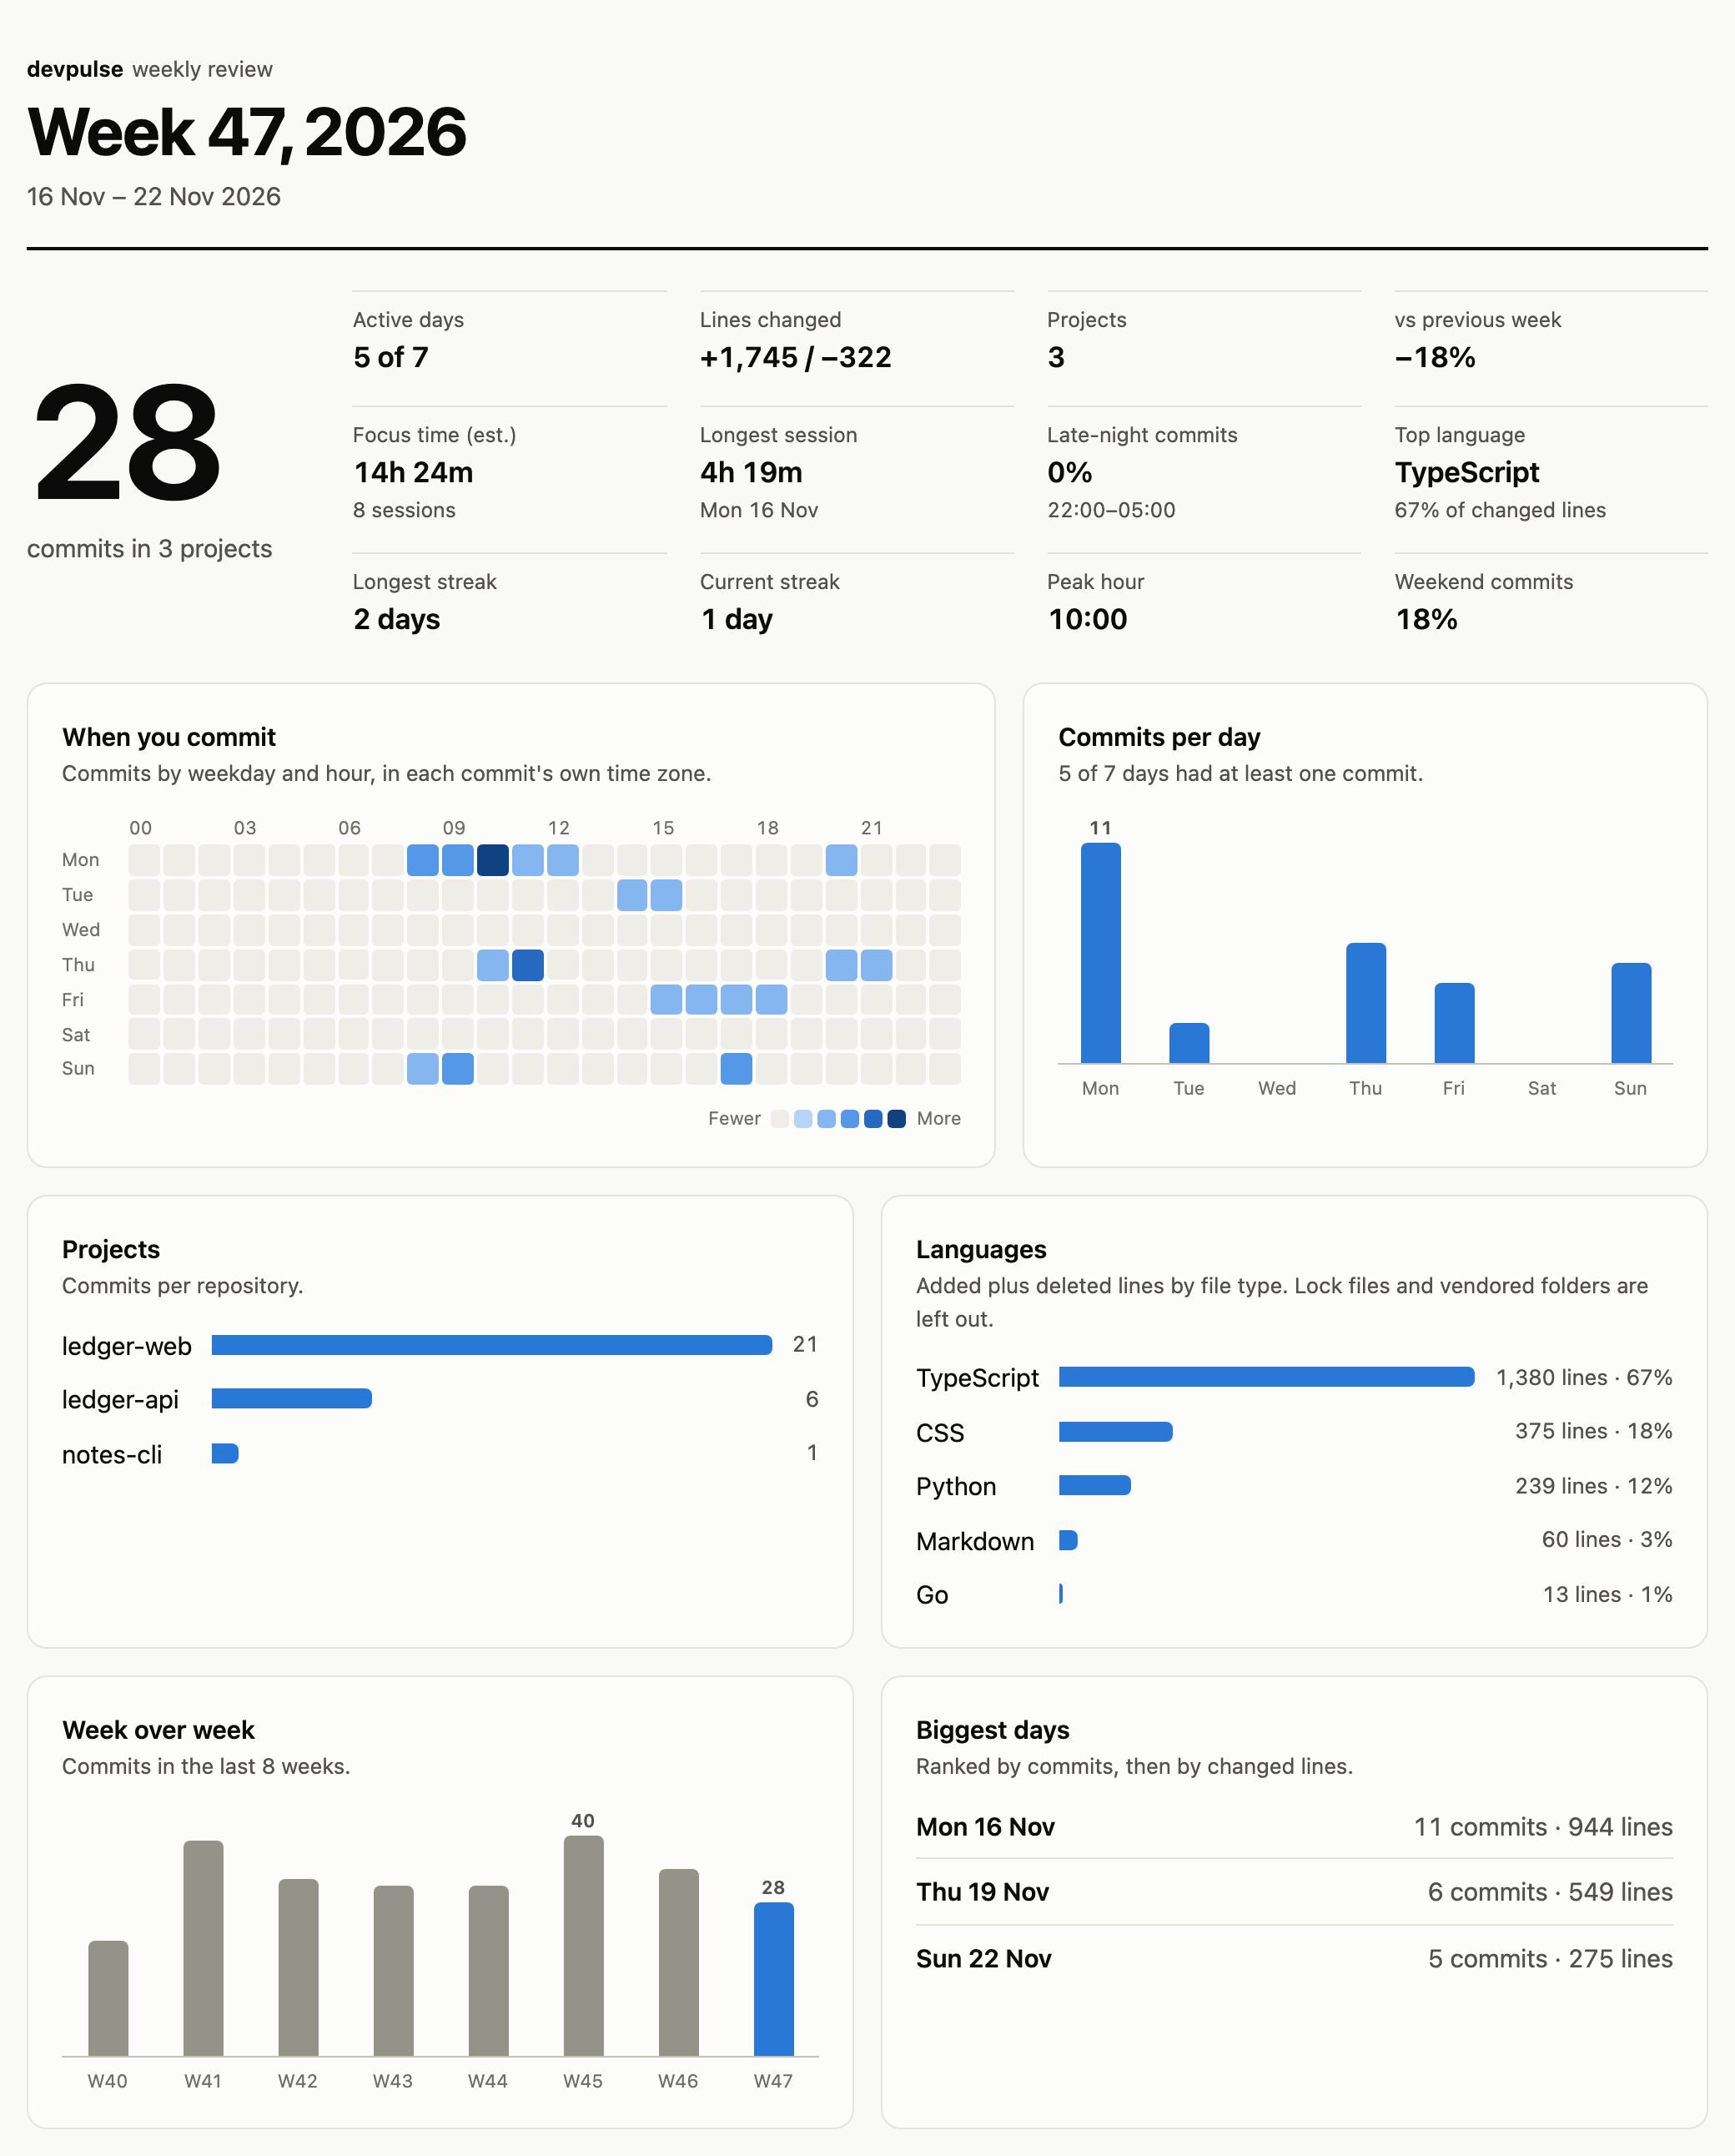 devpulse weekly review
Week 47, 2026
16 Nov – 22 Nov 2026
28
commits in 3 projects
Active days
5 of 7
Lines changed
+1,745 / −322
Projects
3
vs previous week
−18%
Focus time (est.)
14h 24m
8 sessions
Longest session
4h 19m
Mon 16 Nov
Late-night commits
0%
22:00–05:00
Top language
TypeScript
67% of changed lines
Longest streak
2 days
Current streak
1 day
Peak hour
10:00
Weekend commits
18%
When you commit
Commits by weekday and hour, in each commit's own time zone.
00 03 06 09 12 15 18 21
Mon
Tue
Wed
Thu
Fri
Sat
Sun
Fewer More
Commits per day
5 of 7 days had at least one commit.
11
Mon Tue Wed Thu Fri Sat Sun
Projects
Commits per repository.
ledger-web 21
ledger-api 6
notes-cli 1
Languages
Added plus deleted lines by file type. Lock files and vendored folders are
left out.
TypeScript 1,380 lines · 67%
CSS 375 lines · 18%
Python 239 lines · 12%
Markdown 60 lines · 3%
Go 13 lines · 1%
Week over week
Commits in the last 8 weeks.
40
28
W40 W41 W42 W43 W44 W45 W46 W47
Biggest days
Ranked by commits, then by changed lines.
Mon 16 Nov 11 commits · 944 lines
Thu 19 Nov 6 commits · 549 lines
Sun 22 Nov 5 commits · 275 lines